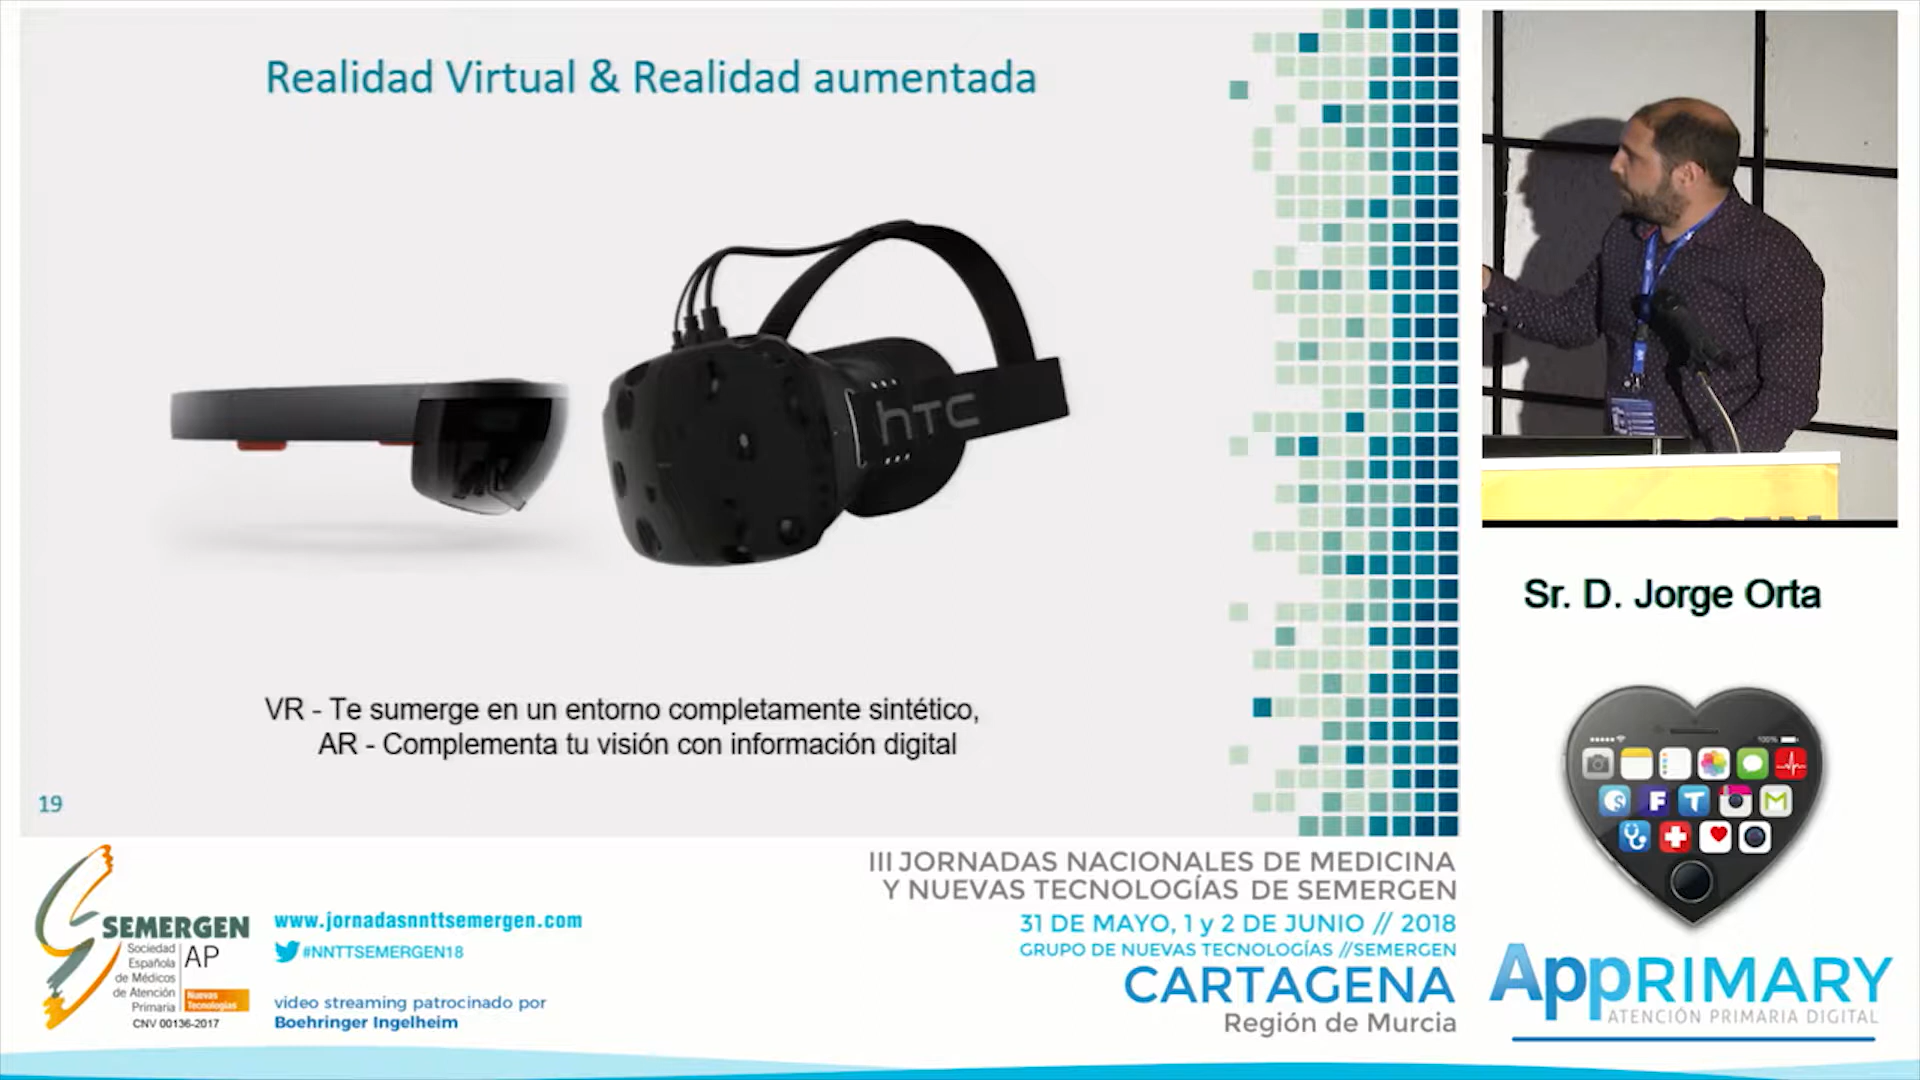 Realidad Virtual & Realidad aumentada
hTC
VR - Te sumerge en un entorno completamente sintético,
AR - Complementa tu visión con información digital
19
Sr. D. Jorge Orta
100%
SEMERGEN
Sociedad
Española
de Médicos
de Atención
Primaria
AP
Nuevas
Tecnologías
CNV 00136-2017
www.jornadasnnttsemergen.com
#NNTTSEMERGEN18
video streaming patrocinado por
Boehringer Ingelheim
III JORNADAS NACIONALES DE MEDICINA
Y NUEVAS TECNOLOGÍAS DE SEMERGEN
31 DE MAYO, 1 y 2 DE JUNIO // 2018
GRUPO DE NUEVAS TECNOLOGÍAS //SEMERGEN
CARTAGENA
Región de Murcia
AppRIMARY
ATENCIÓN PRIMARIA DIGITAL